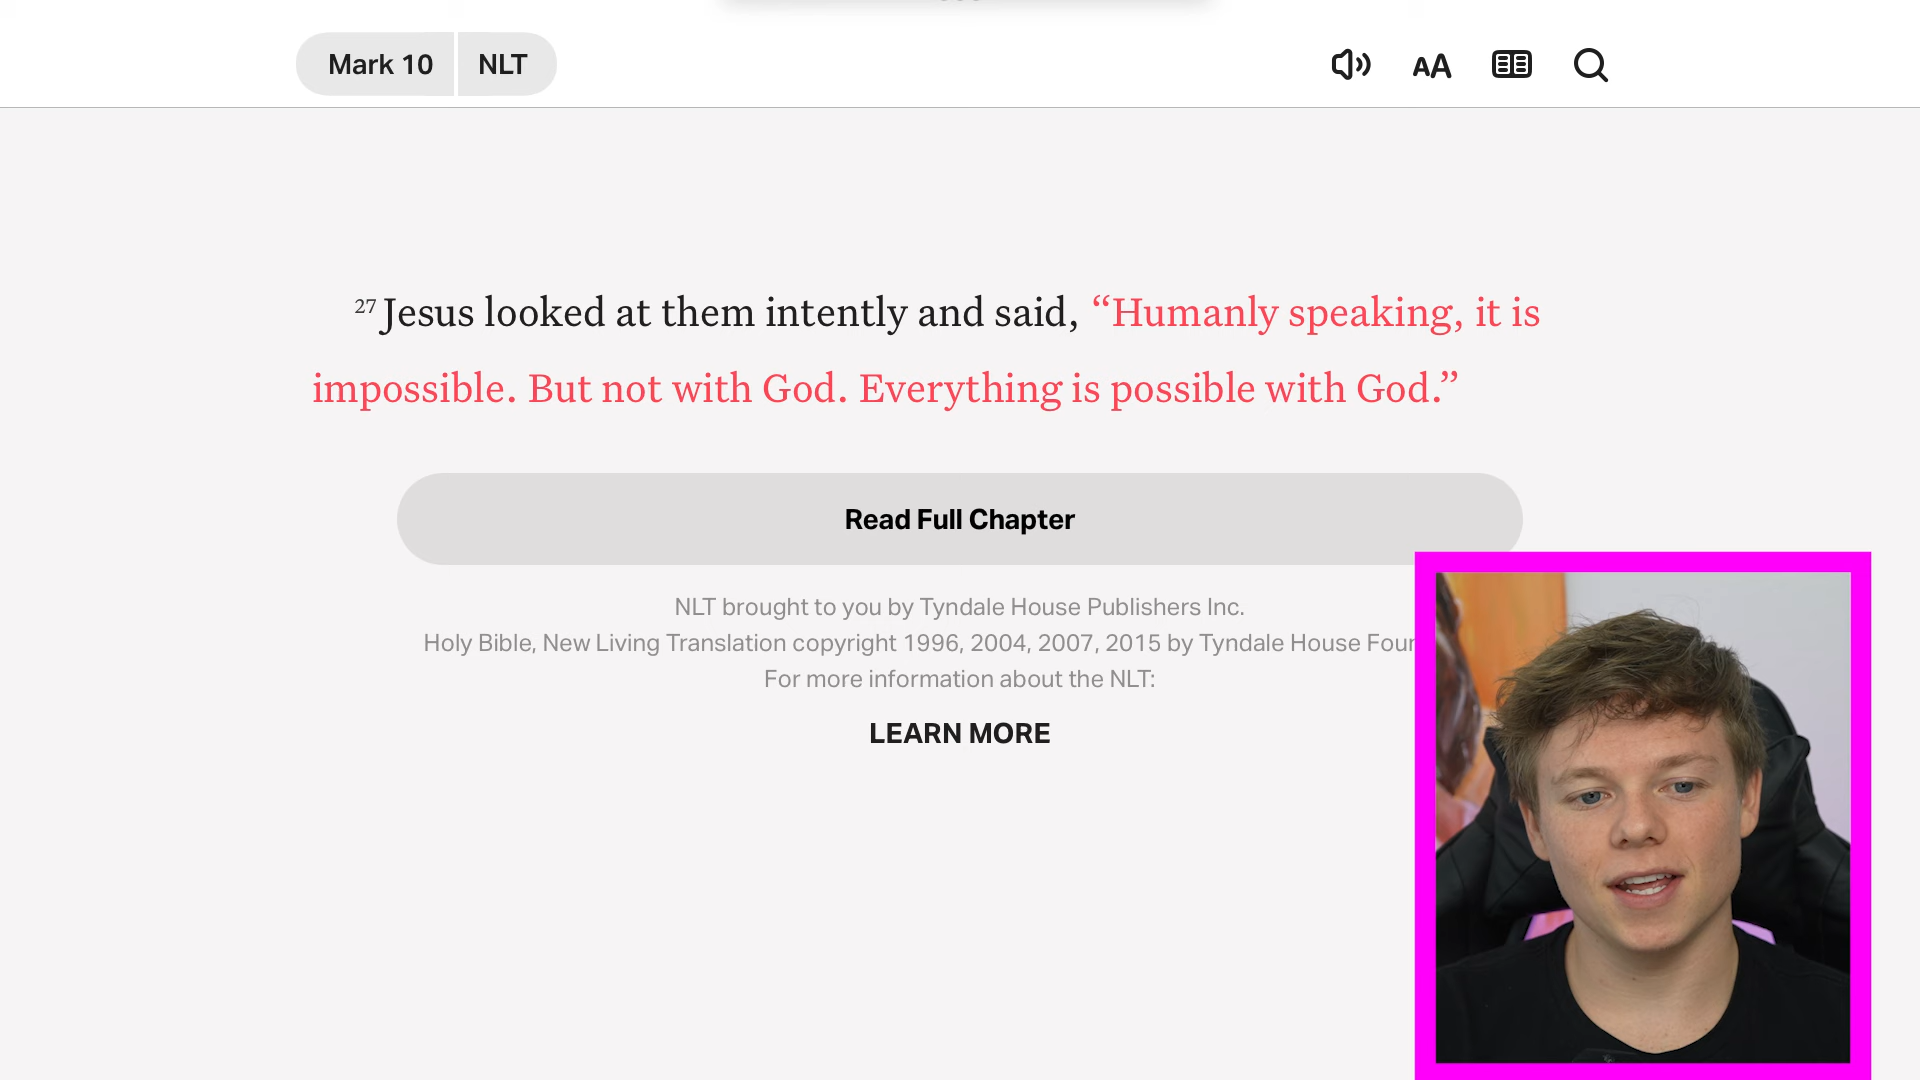 Mark 10 NLT
AA
27 Jesus looked at them intently and said, “Humanly speaking, it is
impossible. But not with God. Everything is possible with God.”
Read Full Chapter
NLT brought to you by Tyndale House Publishers Inc.
Holy Bible, New Living Translation copyright 1996, 2004, 2007, 2015 by Tyndale House
For more information about the NLT:
LEARN MORE